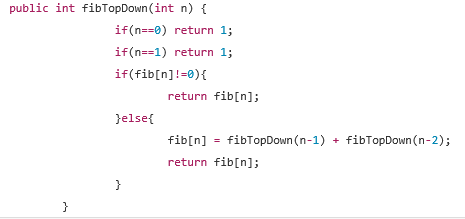 public int fibTopDown(int n) {
if(n==0) return 1;
if(n==1) return 1;
if(fib[n]!=0){
return fib[n];
}else{
fib[n] = fibTopDown(n-1) + fibTopDown(n-2);
return fib[n];
}
}